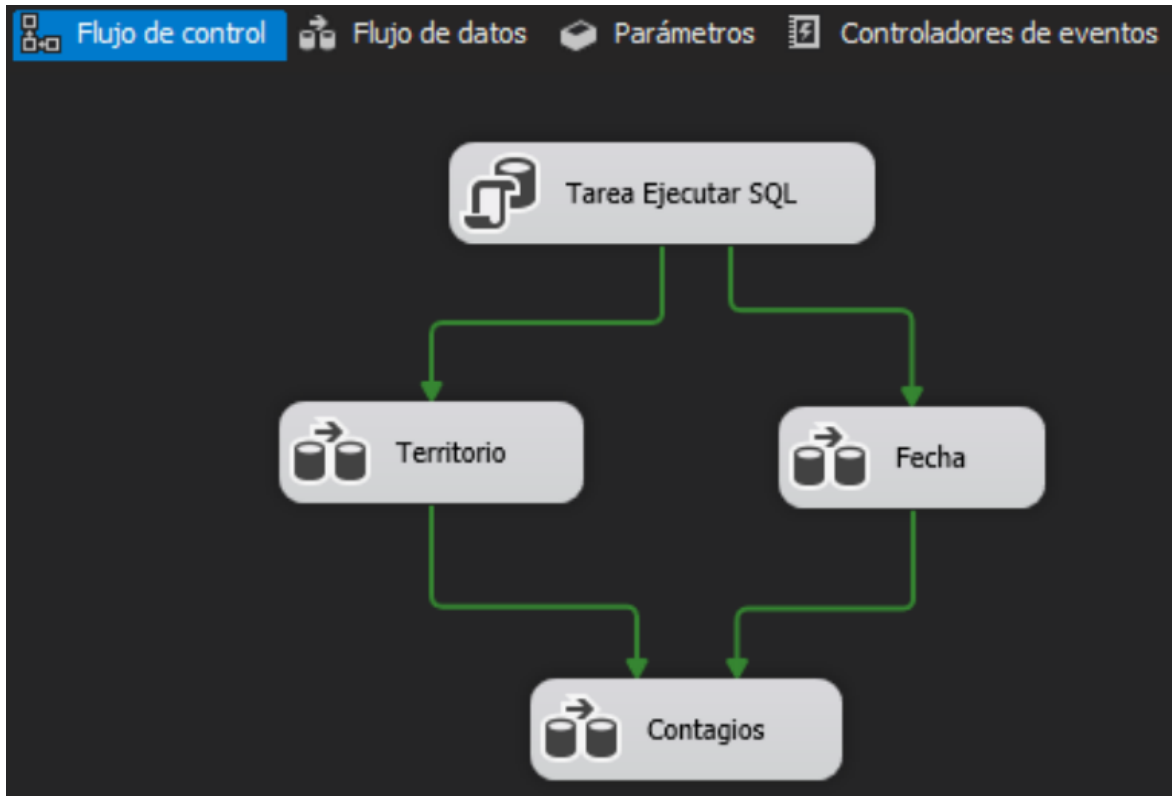 Flujo de control Flujo de datos Parámetros Controladores de eventos
Tarea Ejecutar SQL
Territorio
Fecha
Contagios